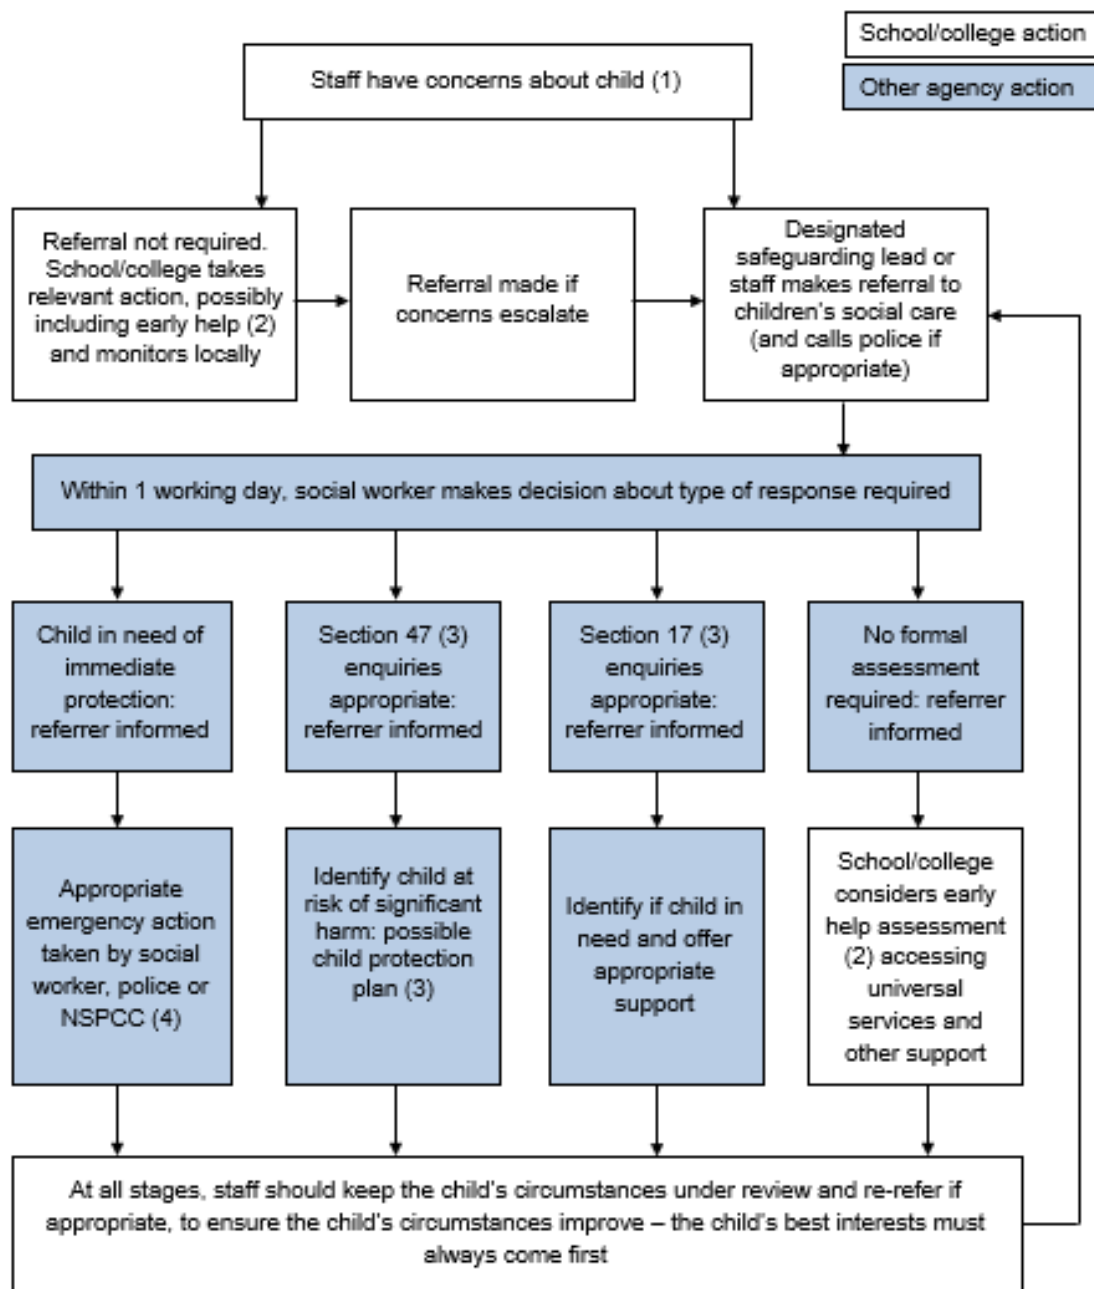 School/college action
Other agency action
Staff have concerns about child (1)
Referral not required.
School/college takes
relevant action, possibly
including early help (2)
and monitors locally
Referral made if
concerns escalate
Designated
safeguarding lead or
staff makes referral to
children's social care
(and calls police if
appropriate)
Within 1 working day, social worker makes decision about type of response required
Child in need of
immediate
protection:
referrer informed
Section 47 (3)
enquiries
appropriate:
referrer informed
Section 17 (3)
enquiries
appropriate:
referrer informed
No formal
assessment
required: referrer
informed
Appropriate
emergency action
taken by social
worker, police or
NSPCC (4)
Identify child at
risk of significant
harm: possible
child protection
plan (3)
Identify if child in
need and offer
appropriate
support
School/college
considers early
help assessment
(2) accessing
universal
services and
other support
At all stages, staff should keep the child's circumstances under review and re-refer if
appropriate, to ensure the child's circumstances improve – the child's best interests must
always come first